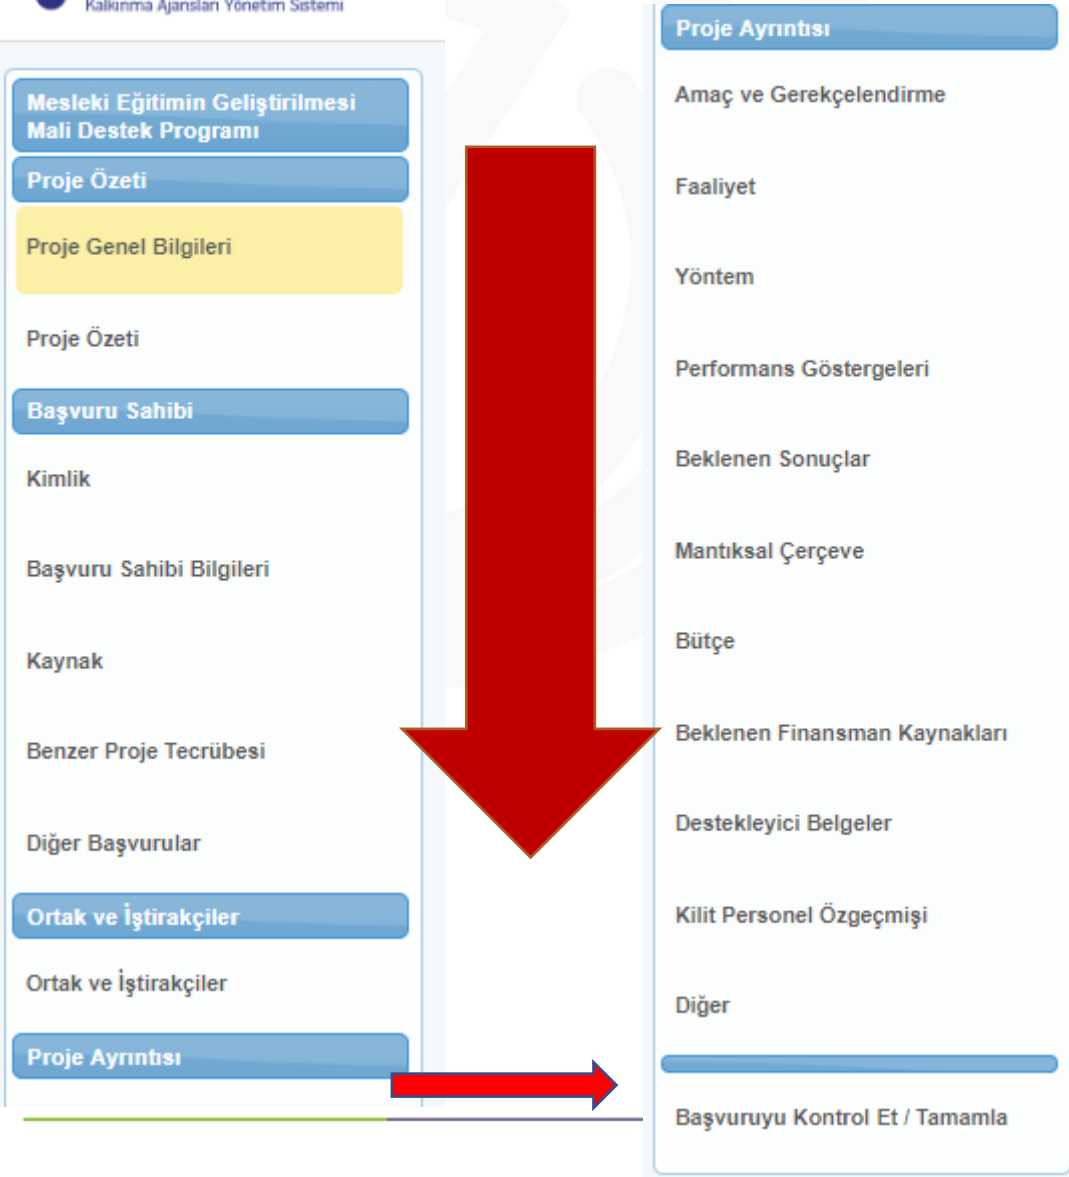 Kalkınma Ajansları Yönetim Sistemi
Mesleki Eğitimin Geliştirilmesi
Mali Destek Programı
Proje Özeti
Proje Genel Bilgileri
Proje Özeti
Başvuru Sahibi
Kimlik
Başvuru Sahibi Bilgileri
Kaynak
Benzer Proje Tecrübesi
Diğer Başvurular
Ortak ve İştirakçiler
Ortak ve İştirakçiler
Proje Ayrıntısı
Proje Ayrıntısı
Amaç ve Gerekçelendirme
Faaliyet
Yöntem
Performans Göstergeleri
Beklenen Sonuçlar
Mantıksal Çerçeve
Bütçe
Beklenen Finansman Kaynakları
Destekleyici Belgeler
Kilit Personel Özgeçmişi
Diğer
Başvuruyu Kontrol Et / Tamamla